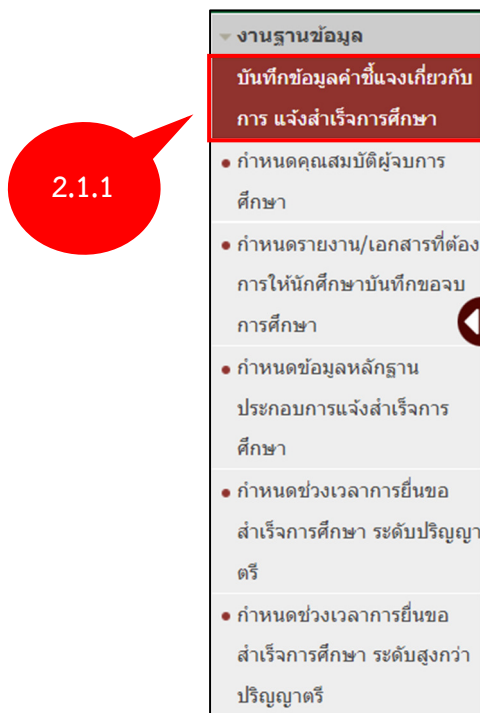 งานฐานข้อมูล
บันทึกข้อมูลคำชี้แจงเกี่ยวกับ
การ แจ้งสำเร็จการศึกษา
2.1.1
กำหนดคุณสมบัติผู้จบการ
ศึกษา
กำหนดรายงาน/เอกสารที่ต้อง
การให้นักศึกษาบันทึกขอจบ
การศึกษา
กำหนดข้อมูลหลักฐาน
ประกอบการแจ้งสำเร็จการ
ศึกษา
กำหนดช่วงเวลาการยื่นขอ
สำเร็จการศึกษา ระดับปริญญา
ตรี
กำหนดช่วงเวลาการยื่นขอ
สำเร็จการศึกษา ระดับสูงกว่า
ปริญญาตรี